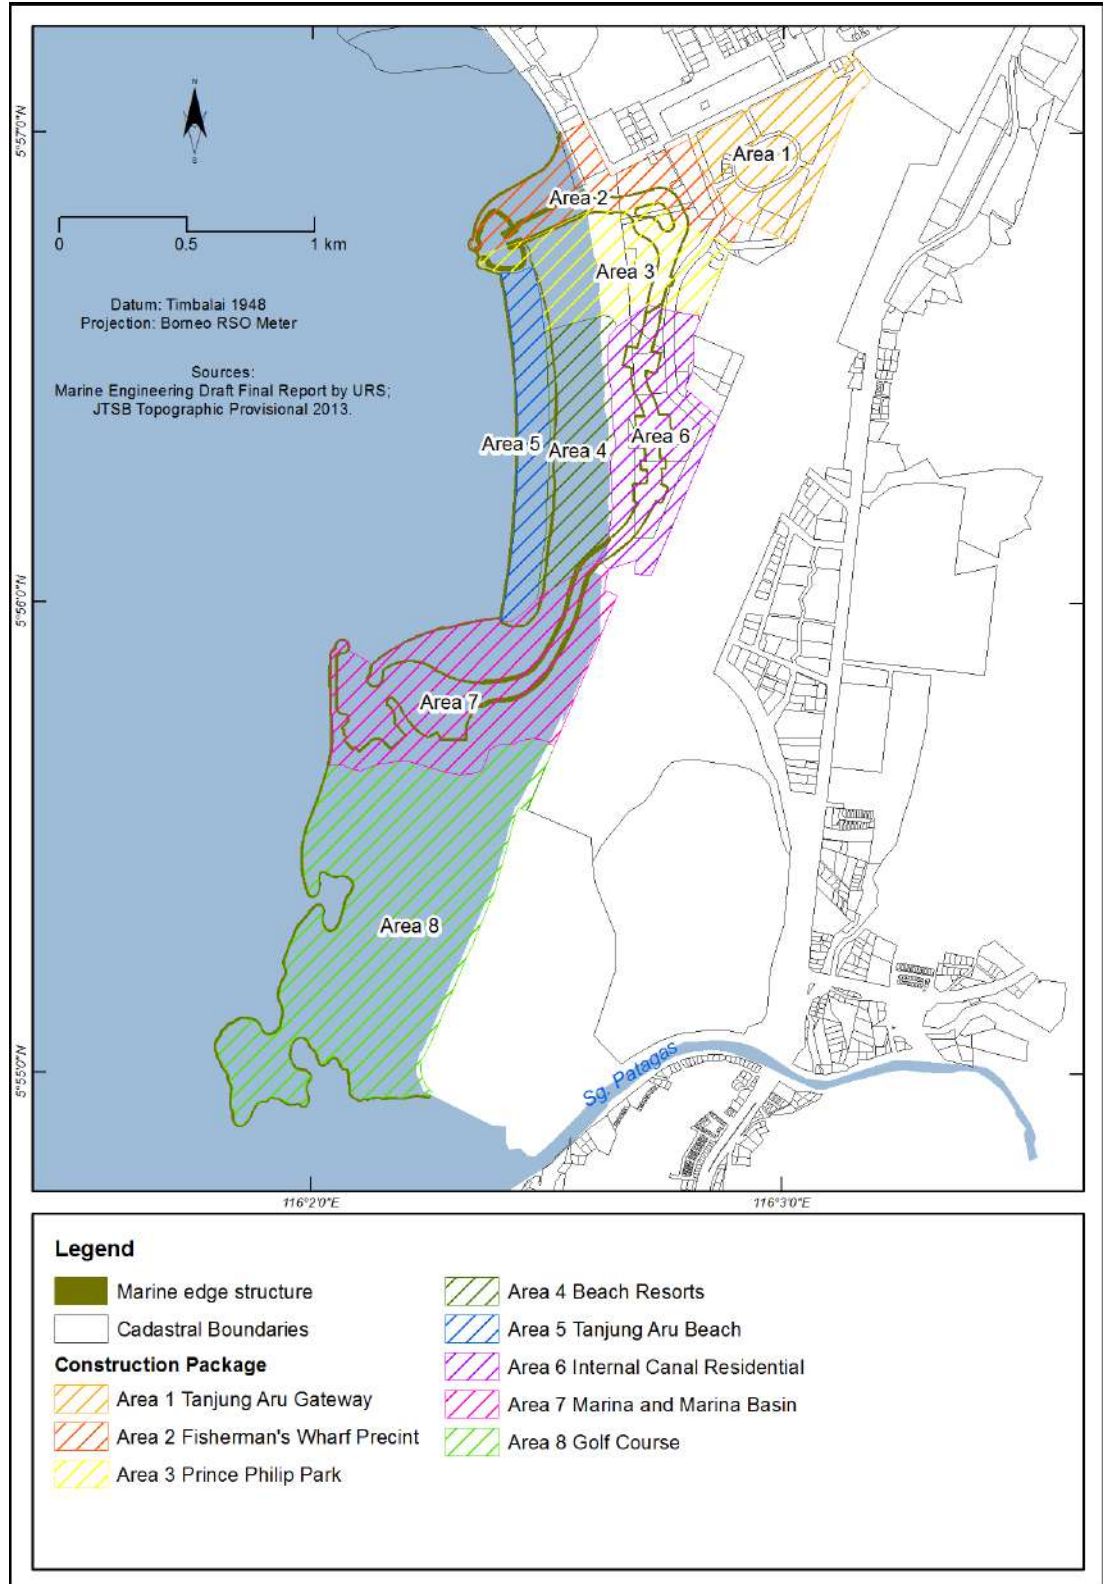 N
S
5°57'0"N
5°56'0"N
5°55'0"N
0 0.5 1 km
Datum: Timbalai 1948
Projection: Borneo RSO Meter
Sources:
Marine Engineering Draft Final Report by URS;
JTSB Topographic Provisional 2013.
Area 1
Area 2
Area 3
Area 5
Area 4
Area 6
Area 7
Area 8
Sg. Patagas
116°2'0"E
116°3'0"E
Legend
Marine edge structure
Cadastral Boundaries
Construction Package
Area 1 Tanjung Aru Gateway
Area 2 Fisherman's Wharf Precint
Area 3 Prince Philip Park
Area 4 Beach Resorts
Area 5 Tanjung Aru Beach
Area 6 Internal Canal Residential
Area 7 Marina and Marina Basin
Area 8 Golf Course